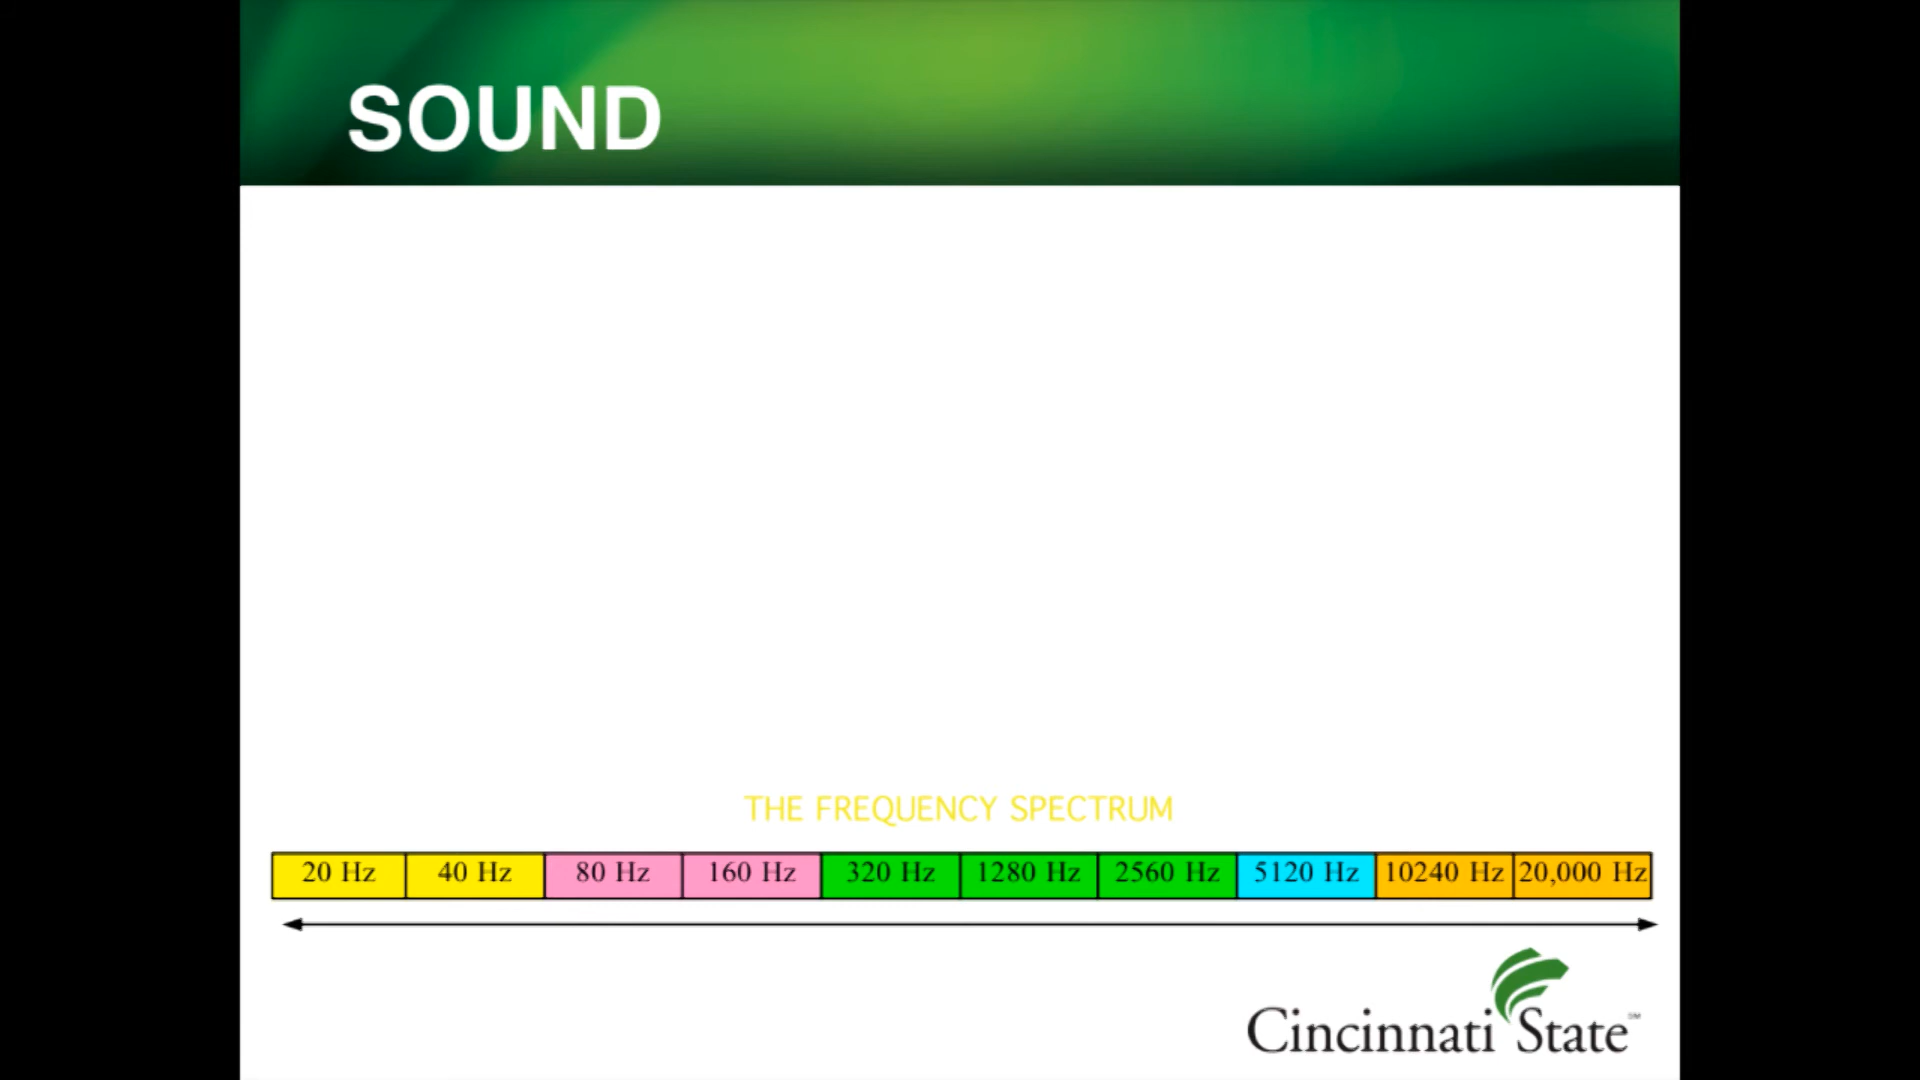 SOUND
THE FREQUENCY SPECTRUM
20 Hz 40 Hz 80 Hz 160 Hz 320 Hz 1280 Hz 2560 Hz 5120 Hz 10240 Hz 20,000 Hz
Cincinnati State℠